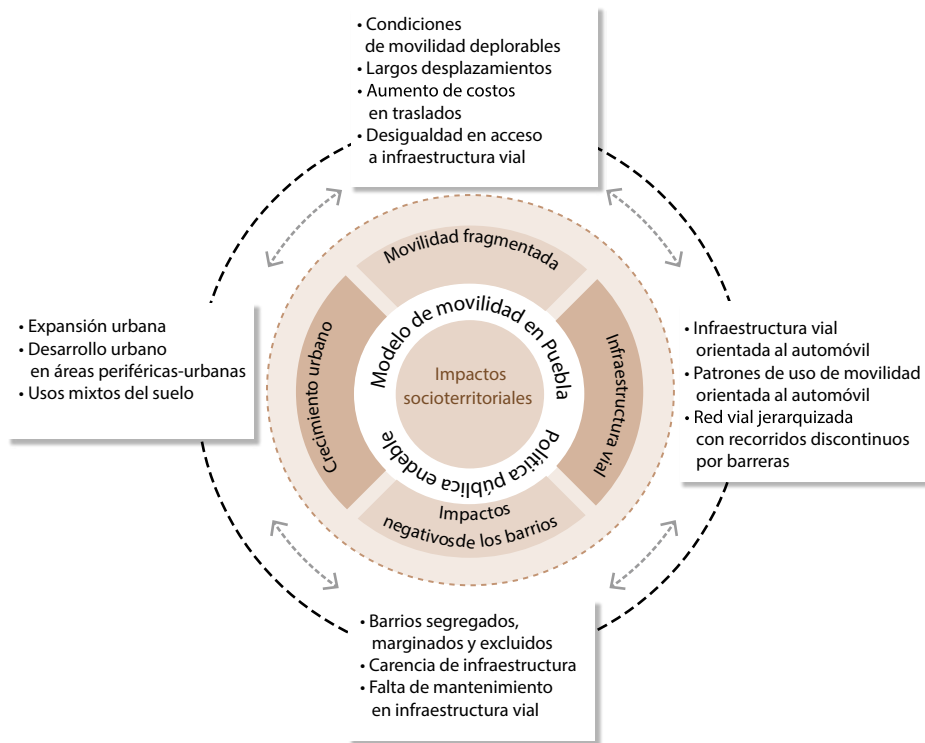 • Condiciones
de movilidad deplorables
• Largos desplazamientos
• Aumento de costos
en traslados
• Desigualdad en acceso
a infraestructura vial
• Expansión urbana
• Desarrollo urbano
en áreas periféricas-urbanas
• Usos mixtos del suelo
Movilidad fragmentada
Crecimiento urbano
Modelo de movilidad en Puebla
Impactos
socioterritoriales
Política pública endeble
Infraestructura vial
Impactos
negativosde los barrios
• Infraestructura vial
orientada al automóvil
• Patrones de uso de movilidad
orientada al automóvil
• Red vial jerarquizada
con recorridos discontinuos
por barreras
• Barrios segregados,
marginados y excluidos
• Carencia de infraestructura
• Falta de mantenimiento
en infraestructura vial